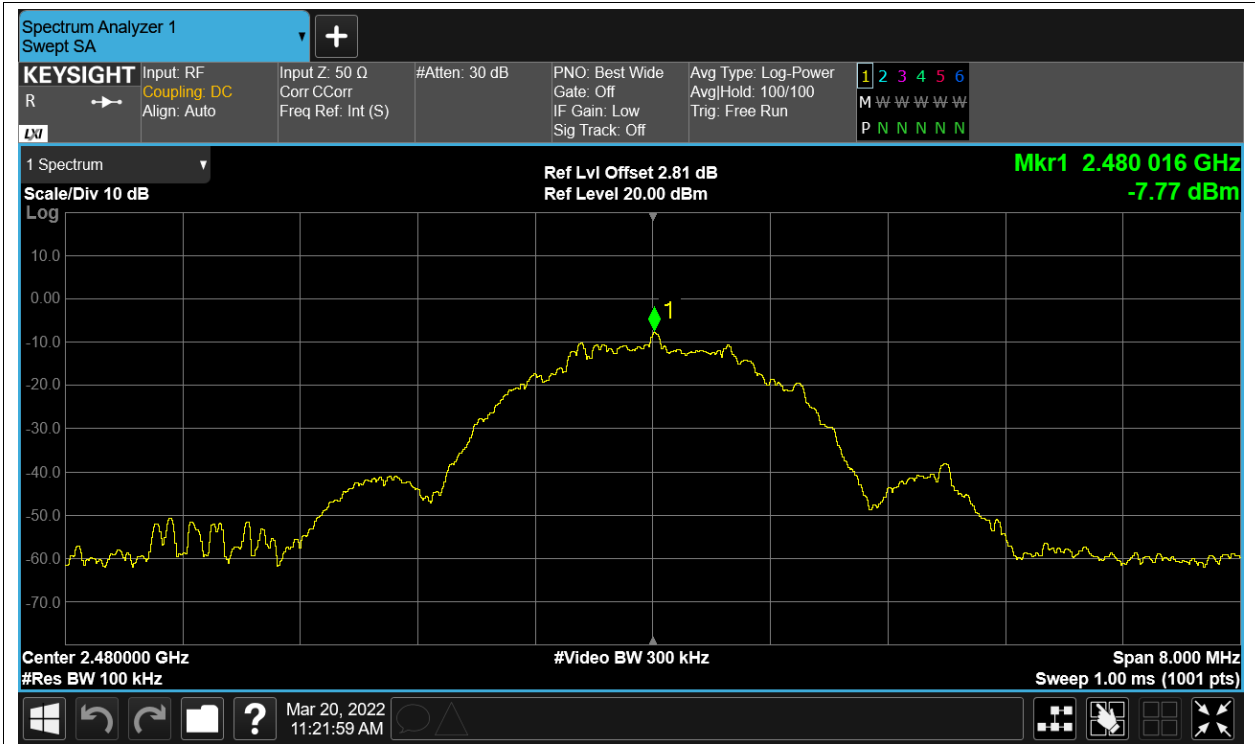 Spectrum Analyzer 1
Swept SA
+
KEYSIGHT
R
LXI
Input: RF
Coupling: DC
Align: Auto
Input Z: 50 Ω
Corr CCorr
Freq Ref: Int (S)
#Atten: 30 dB
PNO: Best Wide
Gate: Off
IF Gain: Low
Sig Track: Off
Avg Type: Log-Power
Avg|Hold: 100/100
Trig: Free Run
1 2 3 4 5 6
M W W W W W
P N N N N N
1 Spectrum
Scale/Div 10 dB
Log
Ref Lvl Offset 2.81 dB
Ref Level 20.00 dBm
Mkr1 2.480 016 GHz
-7.77 dBm
10.0
0.00
-10.0
-20.0
-30.0
-40.0
-50.0
-60.0
-70.0
1
Center 2.480000 GHz
#Res BW 100 kHz
#Video BW 300 kHz
Span 8.000 MHz
Sweep 1.00 ms (1001 pts)
?
Mar 20, 2022
11:21:59 AM